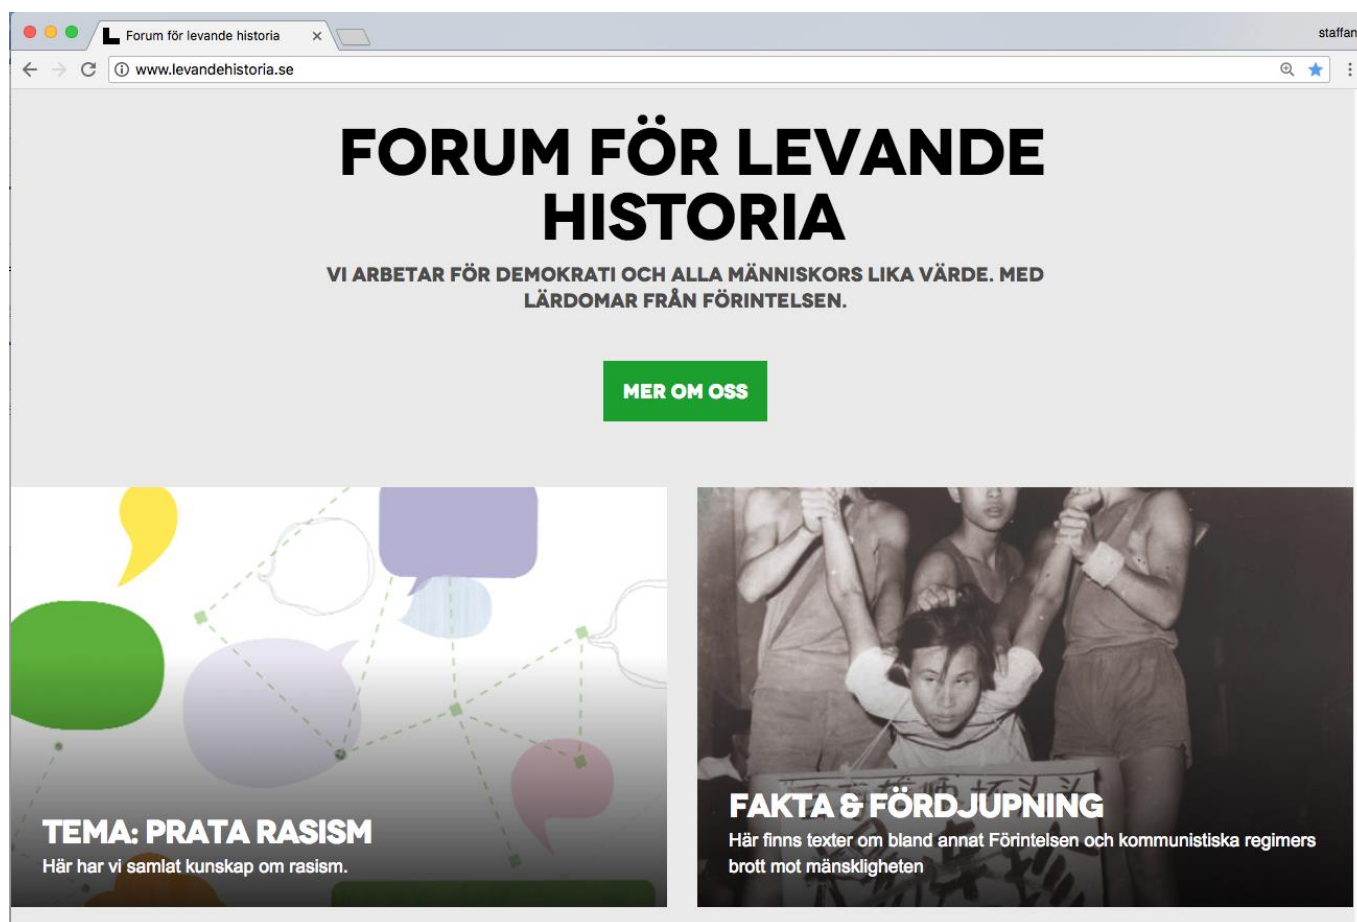 Forum för levande historia
staffan
www.levandehistoria.se
FORUM FÖR LEVANDE
HISTORIA
VI ARBETAR FÖR DEMOKRATI OCH ALLA MÄNNISKORS LIKA VÄRDE. MED
LÄRDOMAR FRÅN FÖRINTELSEN.
MER OM OSS
TEMA: PRATA RASISM
Här har vi samlat kunskap om rasism.
FAKTA & FÖRDJUPNING
Här finns texter om bland annat Förintelsen och kommunistiska regimers
brott mot mänskligheten